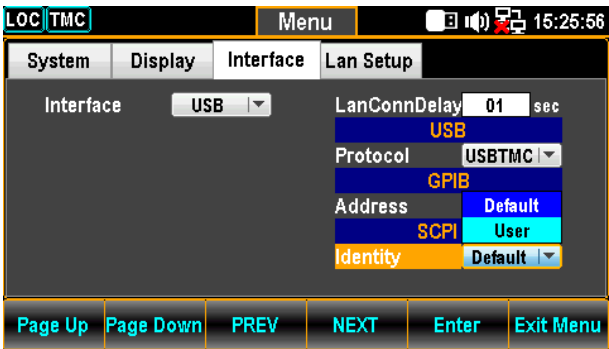 LOC TMC Menu 15:25:56
System Display Interface Lan Setup
Interface USB LanConnDelay 01 sec
USB
Protocol USBTMC
GPIB
Address Default
SCPI User
Identity Default
Page Up Page Down PREV NEXT Enter Exit Menu